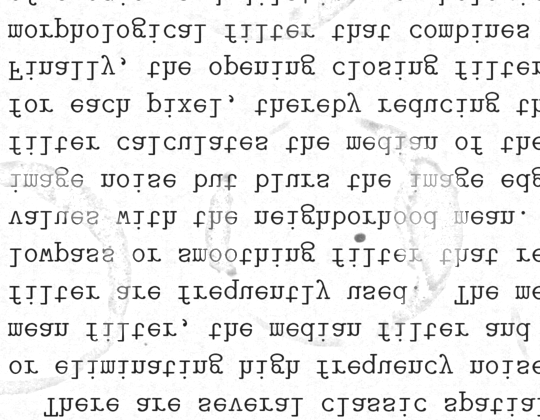 There are several classic spatial
or eliminating high frequency noise
mean filter, the median filter and
filter are frequently used. The me
lowpass or smoothing filter that re
values with the neighborhood mean.
image noise but blurs the image edg
filter calculates the median of the
for each pixel, thereby reducing th
Finally, the opening closing filter
morphological filter that combines